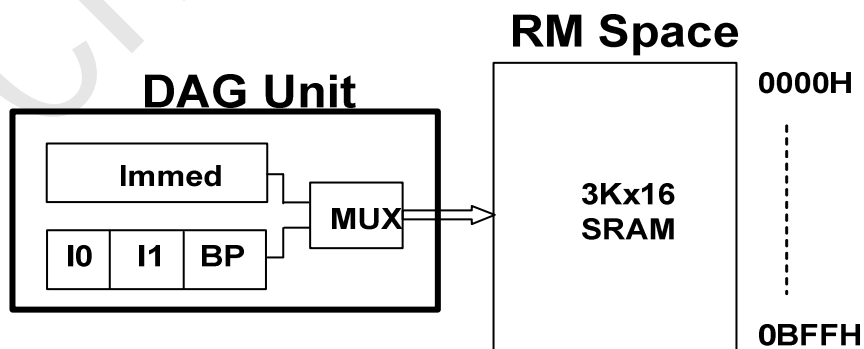 RM Space
DAG Unit
0000H
Immed
MUX
I0 I1 BP
3Kx16
SRAM
0BFFH